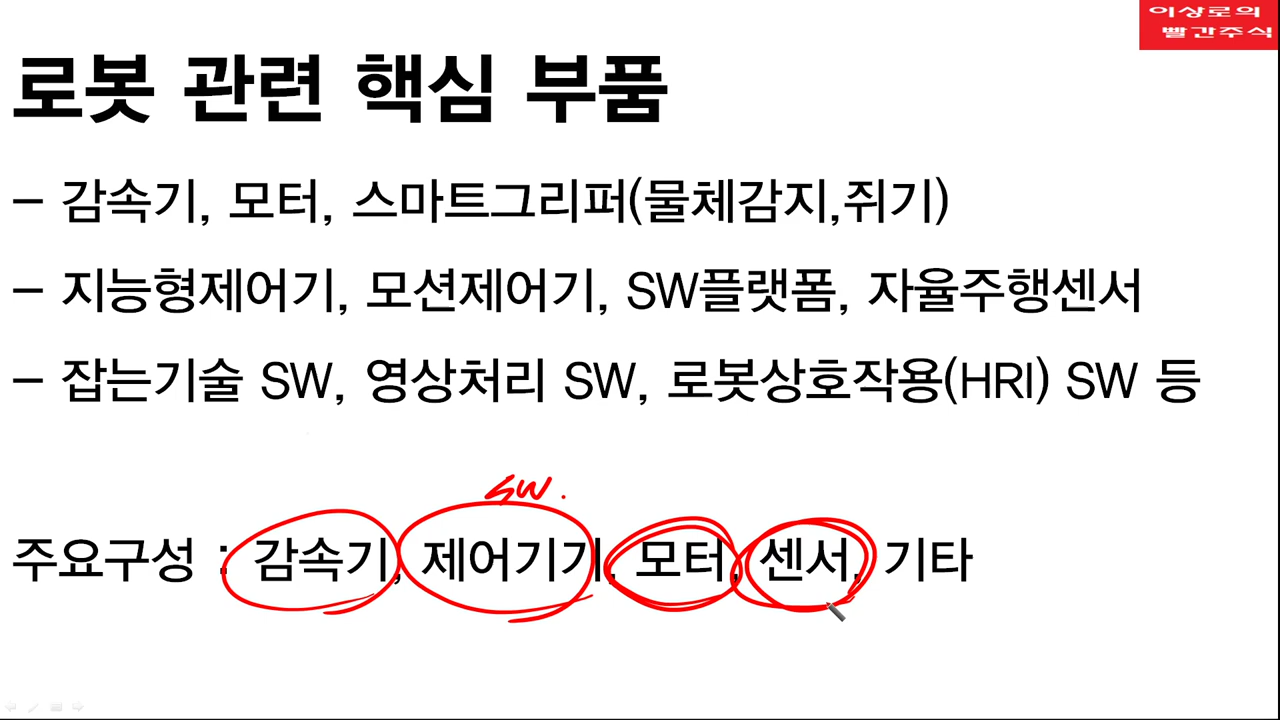 이상로의
빨간주식
로봇 관련 핵심 부품
- 감속기, 모터, 스마트그리퍼(물체감지,쥐기)
- 지능형제어기, 모션제어기, SW플랫폼, 자율주행센서
- 잡는기술 SW, 영상처리 SW, 로봇상호작용(HRI) SW 등
SW.
주요구성 : 감속기, 제어기기, 모터, 센서, 기타